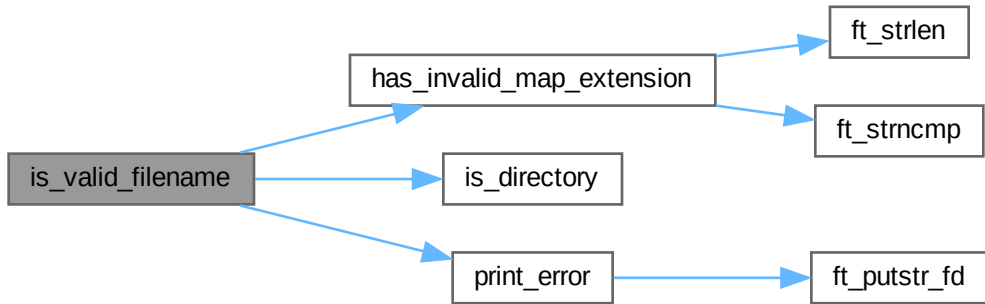 is_valid_filename
has_invalid_map_extension
ft_strlen
ft_strncmp
is_directory
print_error
ft_putstr_fd